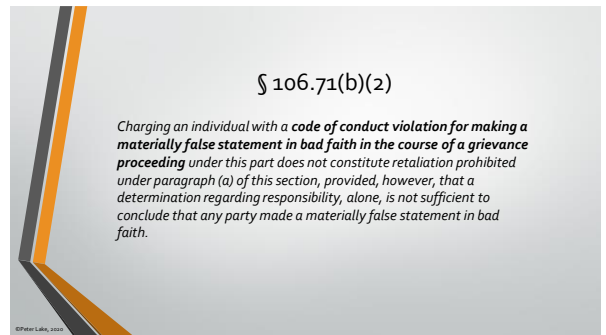 § 106.71(b)(2)
Charging an individual with a code of conduct violation for making a
materially false statement in bad faith in the course of a grievance
proceeding under this part does not constitute retaliation prohibited
under paragraph (a) of this section, provided, however, that a
determination regarding responsibility, alone, is not sufficient to
conclude that any party made a materially false statement in bad
faith.
©Peter Lake, 2020